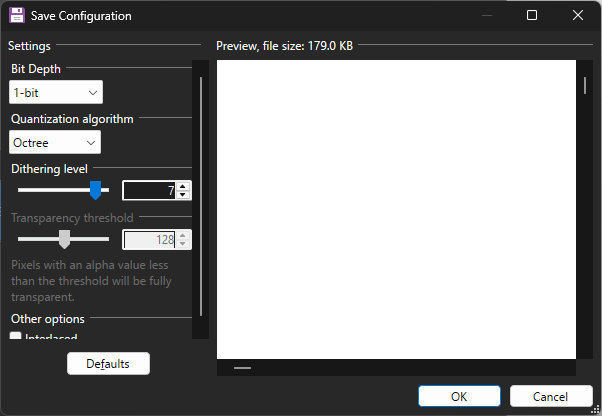 Save Configuration
Settings
Preview, file size: 179.0 KB
Bit Depth
1-bit
Quantization algorithm
Octree
Dithering level
7
Transparency threshold
128
Pixels with an alpha value less
than the threshold will be fully
transparent.
Other options
Interlaced
Defaults
OK
Cancel